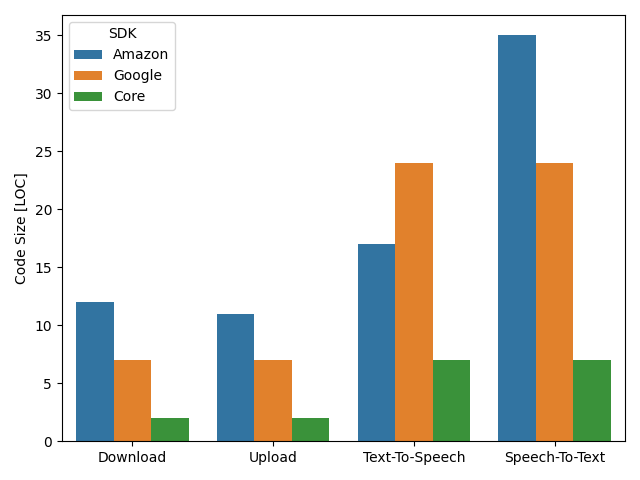 SDK
Amazon
Google
Core
Code Size [LOC]
35
30
25
20
15
10
5
0
Download Upload Text-To-Speech Speech-To-Text